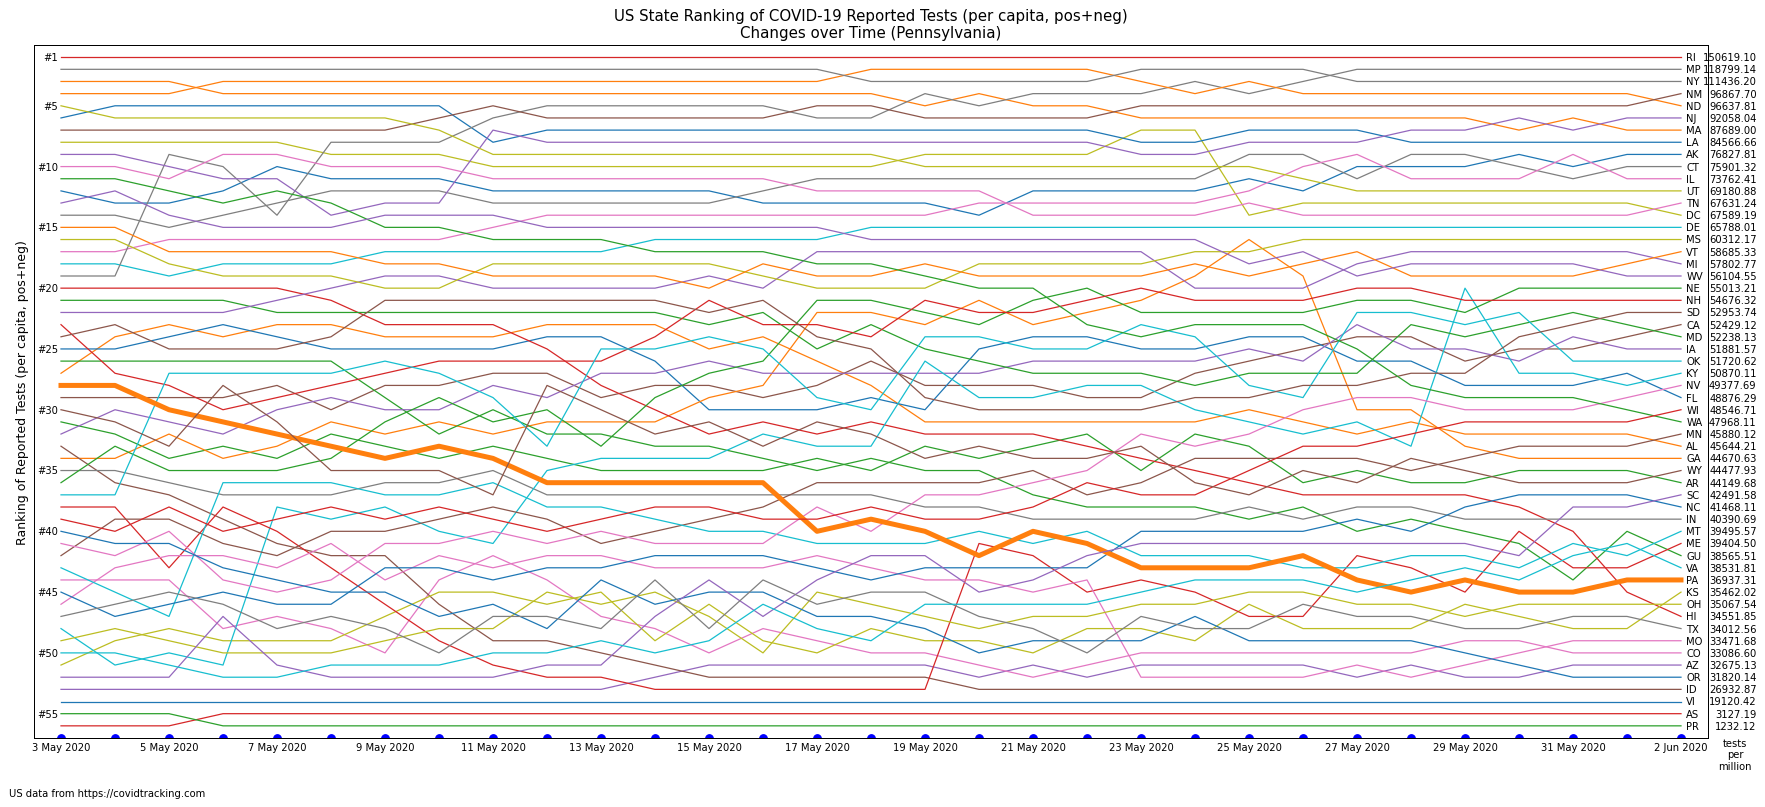 US State Ranking of COVID-19 Reported Tests (per capita, pos+neg)
Changes over Time (Pennsylvania)
Ranking of Reported Tests (per capita, pos+neg)
#1
#5
#10
#15
#20
#25
#30
#35
#40
#45
#50
#55
RI 150619.10
MP 118799.14
NY 111436.20
NM 96867.70
ND 96637.81
NJ 92058.04
MA 87689.00
LA 84566.66
AK 76827.81
CT 75901.32
IL 73762.41
UT 69180.88
TN 67631.24
DC 67589.19
DE 65788.01
MS 60312.17
VT 58685.33
MI 57802.77
WV 56104.55
NE 55013.21
NH 54676.32
SD 52953.74
CA 52429.12
MD 52238.13
IA 51881.57
OK 51720.62
KY 50870.11
NV 49377.69
FL 48876.29
WI 48546.71
WA 47968.11
MN 45880.12
AL 45644.21
GA 44670.63
WY 44477.93
AR 44149.68
SC 42491.58
NC 41468.11
IN 40390.69
MT 39495.57
ME 39404.50
GU 38565.51
VA 38531.81
PA 36937.31
KS 35462.02
OH 35067.54
HI 34551.85
TX 34012.56
MO 33471.68
CO 33086.60
AZ 32675.13
OR 31820.14
ID 26932.87
VI 19120.42
AS 3127.19
PR 1232.12
3 May 2020 5 May 2020 7 May 2020 9 May 2020 11 May 2020 13 May 2020 15 May 2020 17 May 2020 19 May 2020 21 May 2020 23 May 2020 25 May 2020 27 May 2020 29 May 2020 31 May 2020 2 Jun 2020
tests
per
million
US data from https://covidtracking.com